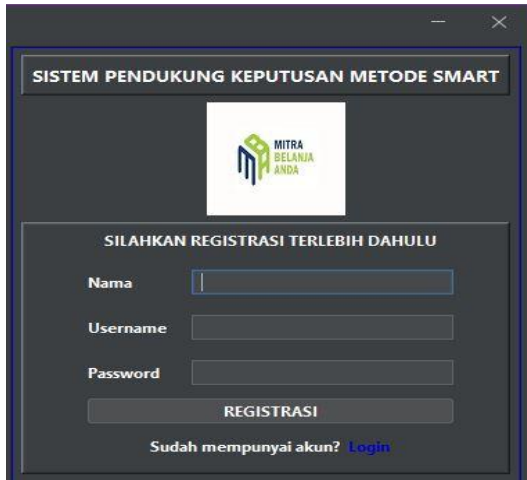 SISTEM PENDUKUNG KEPUTUSAN METODE SMART
MITRA
BELANJA
ANDA
SILAHKAN REGISTRASI TERLEBIH DAHULU
Nama
Username
Password
REGISTRASI
Sudah mempunyai akun? Login